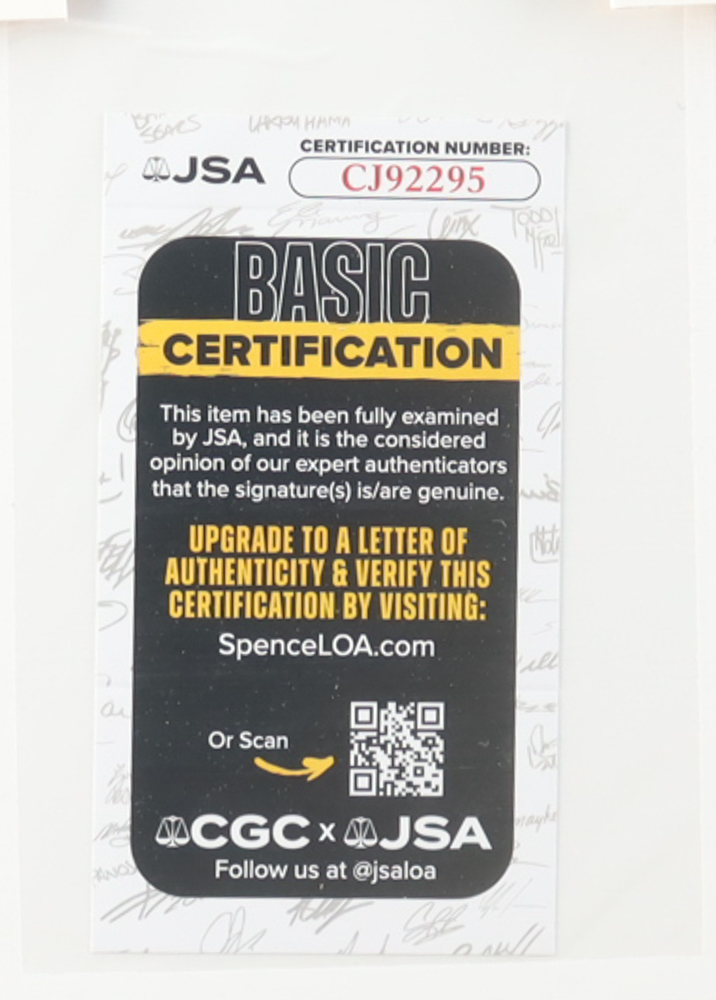 LARRY HAMA
JSA
CERTIFICATION NUMBER:
CJ92295
BASIC
CERTIFICATION
This item has been fully examined
by JSA, and it is the considered
opinion of our expert authenticators
that the signature(s) is/are genuine.
UPGRADE TO A LETTER OF
AUTHENTICITY & VERIFY THIS
CERTIFICATION BY VISITING:
SpenceLOA.com
Or Scan
CGC x JSA
Follow us at @jsaloa